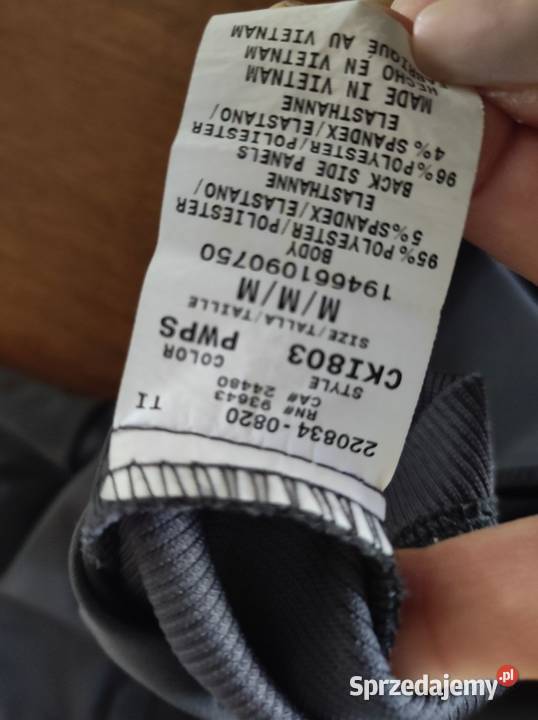 220834-0820 TI
RN# 93643
CA# 24480
STYLE COLOR
CKI803 PWPS
SIZE/TALLA/TAILLE
M/M/M
194661090750
BODY
95% POLYESTER/POLIESTER
5% SPANDEX/ELASTANO/
ELASTHANNE
BACK SIDE PANELS
96% POLYESTER/POLIESTER
4% SPANDEX/ELASTANO/
ELASTHANNE
MADE IN VIETNAM
HECHO EN VIETNAM
FABRIQUÉ AU VIETNAM
Sprzedajemy.pl